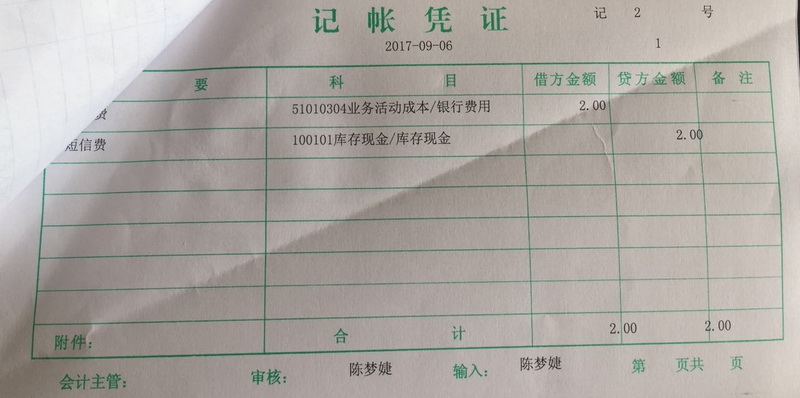 记帐凭证
记 2 号
2017-09-06
1
要 科目 借方金额 贷方金额 备注
费 51010304业务活动成本/银行费用 2.00
短信费 100101库存现金/库存现金 2.00
附件: 合计 2.00 2.00
会计主管: 审核: 陈梦婕 输入: 陈梦婕 第 页共 页